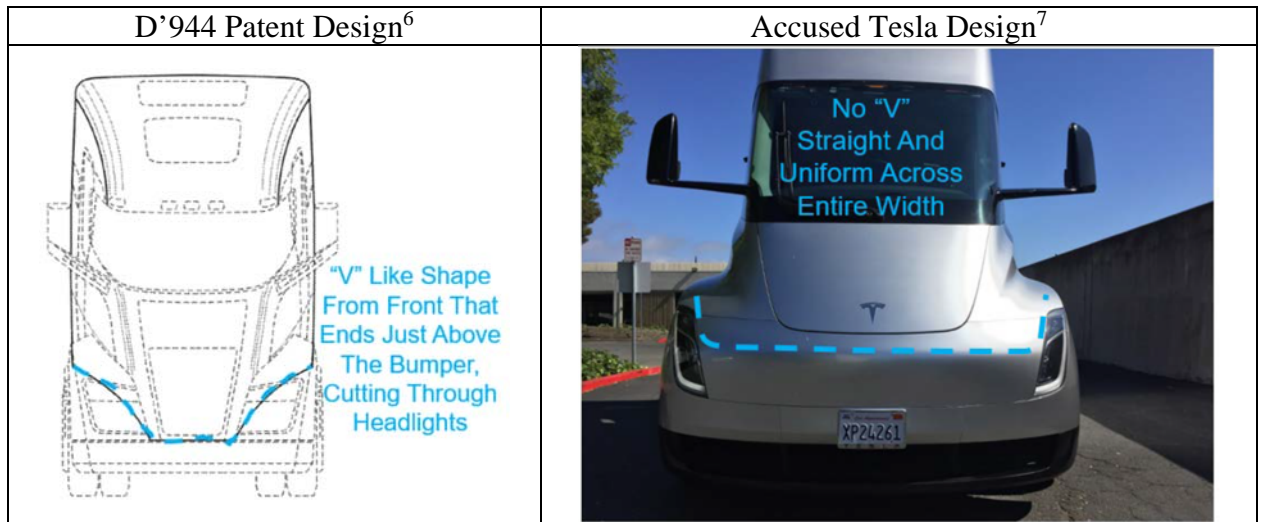 D’944 Patent Design⁶
Accused Tesla Design⁷
“V” Like Shape
From Front That
Ends Just Above
The Bumper,
Cutting Through
Headlights
No “V”
Straight And
Uniform Across
Entire Width
XP24261
TESLA